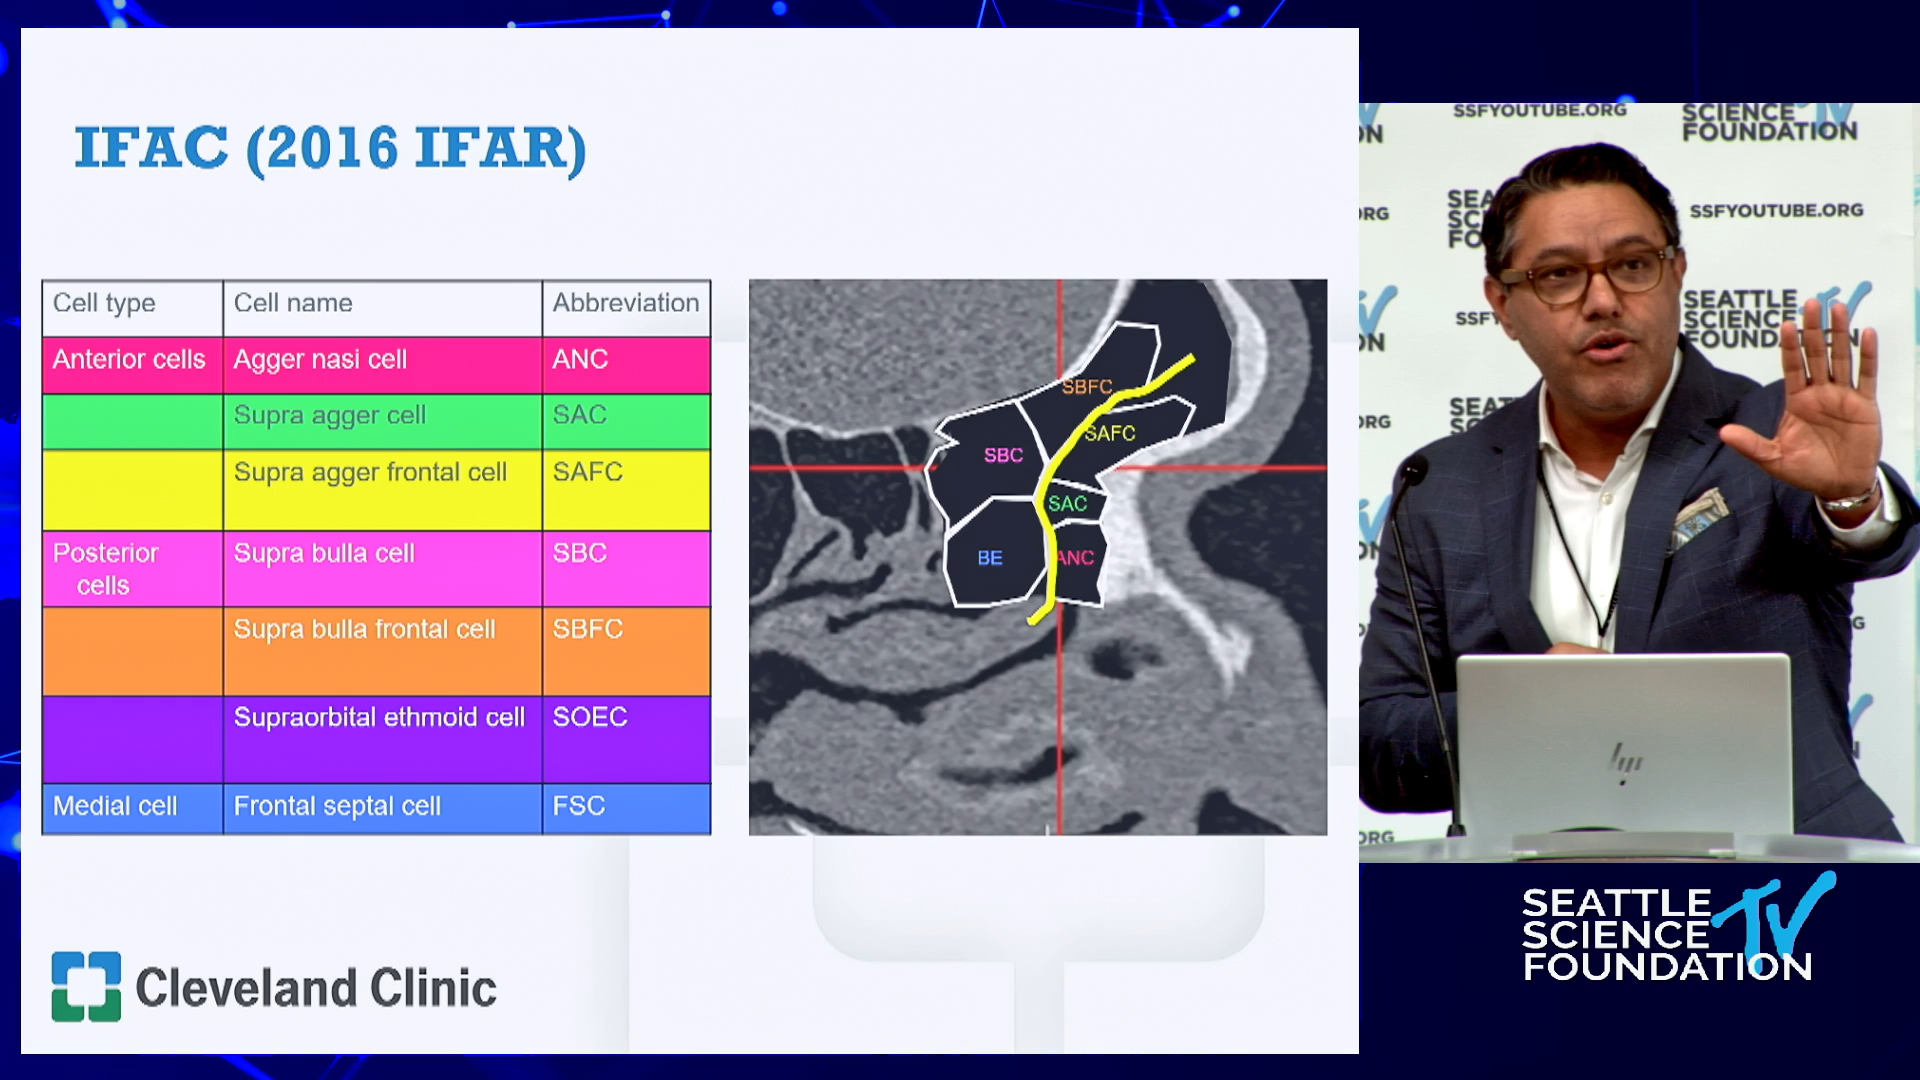 IFAC (2016 IFAR)
Cell type Cell name Abbreviation
Anterior cells Agger nasi cell ANC
Supra agger cell SAC
Supra agger frontal cell SAFC
Posterior cells Supra bulla cell SBC
Supra bulla frontal cell SBFC
Supraorbital ethmoid cell SOEC
Medial cell Frontal septal cell FSC
SBFC
SAFC
SBC
SAC
BE
ANC
Cleveland Clinic
SSFYOUTUBE.ORG
SCIENCE TV
FOUNDATION
SSFYOUTUBE.ORG
SEATTLE
SCIENCE
FOUNDATION
hp
SEATTLE
SCIENCE TV
FOUNDATION